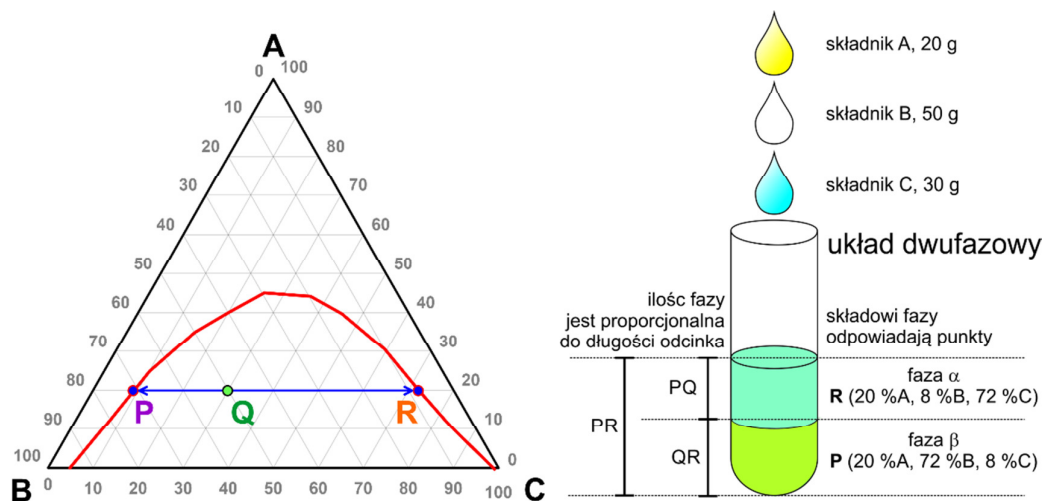 A
0 100
10 90
20 80
30 70
40 60
50 50
60 40
70 30
80 20
10
100 0
P Q R
B C
0 10 20 30 40 50 60 70 80 90 100
składnik A, 20 g
składnik B, 50 g
składnik C, 30 g
układ dwufazowy
ilośc fazy
jest proporcjonalna
do długości odcinka
składowi fazy
odpowiadają punkty
PR
PQ
QR
faza α
R (20 %A, 8 %B, 72 %C)
faza β
P (20 %A, 72 %B, 8 %C)